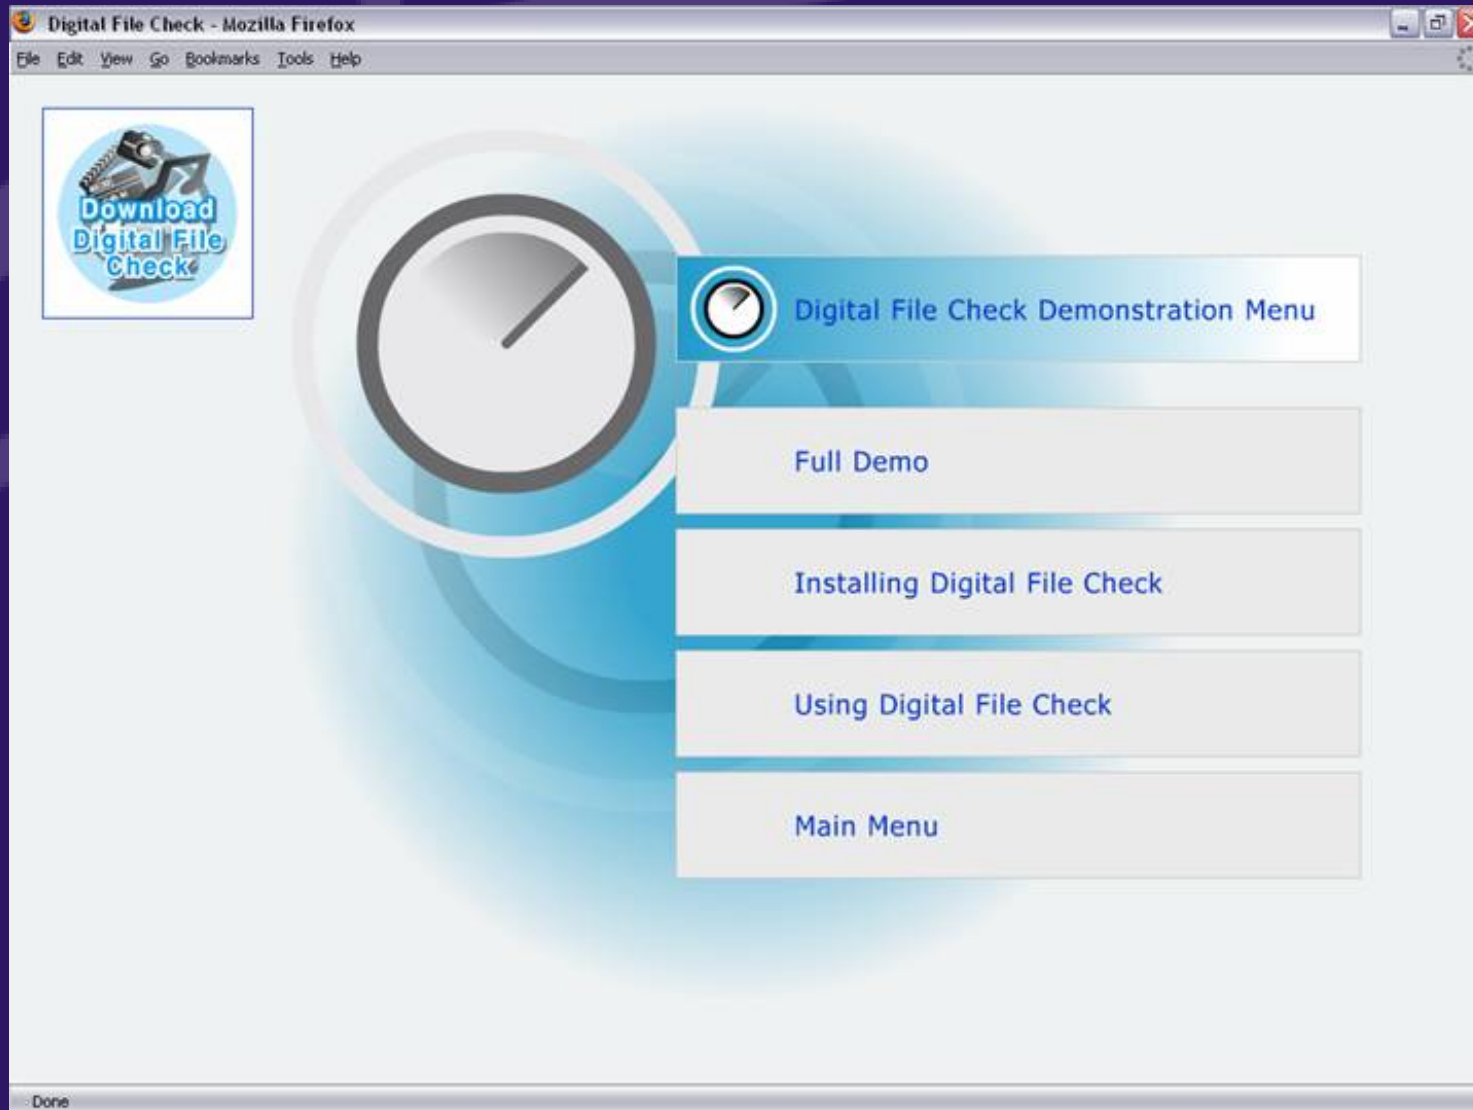 Digital File Check - Mozilla Firefox
File Edit View Go Bookmarks Tools Help
Download
Digital File
Check
Digital File Check Demonstration Menu
Full Demo
Installing Digital File Check
Using Digital File Check
Main Menu
Done